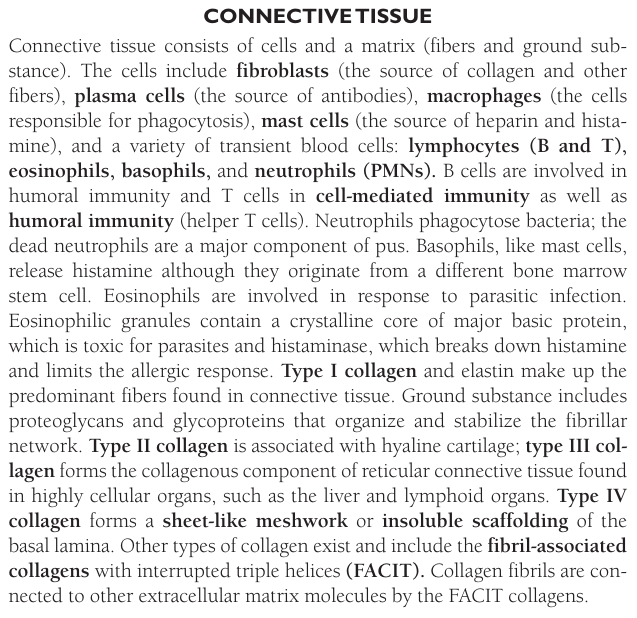 CONNECTIVE TISSUE
Connective tissue consists of cells and a matrix (fibers and ground sub-
stance). The cells include fibroblasts (the source of collagen and other
fibers), plasma cells (the source of antibodies), macrophages (the cells
responsible for phagocytosis), mast cells (the source of heparin and hista-
mine), and a variety of transient blood cells: lymphocytes (B and T),
eosinophils, basophils, and neutrophils (PMNs). B cells are involved in
humoral immunity and T cells in cell-mediated immunity as well as
humoral immunity (helper T cells). Neutrophils phagocytose bacteria; the
dead neutrophils are a major component of pus. Basophils, like mast cells,
release histamine although they originate from a different bone marrow
stem cell. Eosinophils are involved in response to parasitic infection.
Eosinophilic granules contain a crystalline core of major basic protein,
which is toxic for parasites and histaminase, which breaks down histamine
and limits the allergic response. Type I collagen and elastin make up the
predominant fibers found in connective tissue. Ground substance includes
proteoglycans and glycoproteins that organize and stabilize the fibrillar
network. Type II collagen is associated with hyaline cartilage; type III col-
lagen forms the collagenous component of reticular connective tissue found
in highly cellular organs, such as the liver and lymphoid organs. Type IV
collagen forms a sheet-like meshwork or insoluble scaffolding of the
basal lamina. Other types of collagen exist and include the fibril-associated
collagens with interrupted triple helices (FACIT). Collagen fibrils are con-
nected to other extracellular matrix molecules by the FACIT collagens.